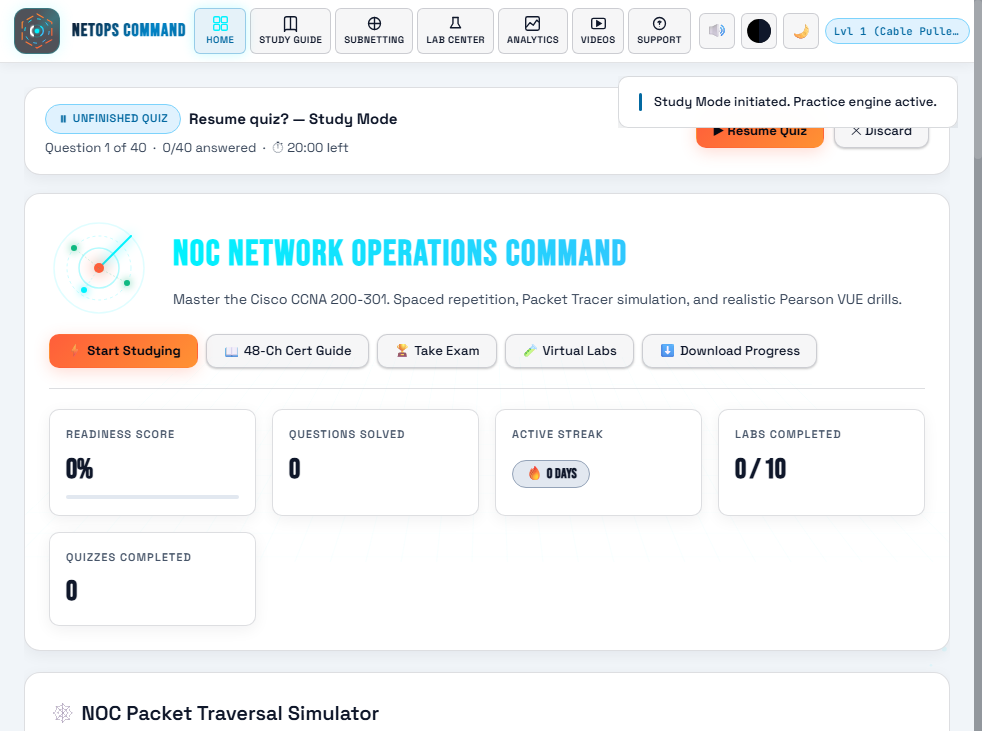 NETOPS COMMAND
HOME
STUDY GUIDE
SUBNETTING
LAB CENTER
ANALYTICS
VIDEOS
SUPPORT
Lvl 1 (Cable Pulle…
Study Mode initiated. Practice engine active.
UNFINISHED QUIZ
Resume quiz? — Study Mode
Question 1 of 40 · 0/40 answered · ⏱ 20:00 left
▶ Resume Quiz
✕ Discard
NOC NETWORK OPERATIONS COMMAND
Master the Cisco CCNA 200-301. Spaced repetition, Packet Tracer simulation, and realistic Pearson VUE drills.
Start Studying
48-Ch Cert Guide
Take Exam
Virtual Labs
Download Progress
READINESS SCORE
0%
QUESTIONS SOLVED
0
ACTIVE STREAK
🔥 0 DAYS
LABS COMPLETED
0 / 10
QUIZZES COMPLETED
0
NOC Packet Traversal Simulator